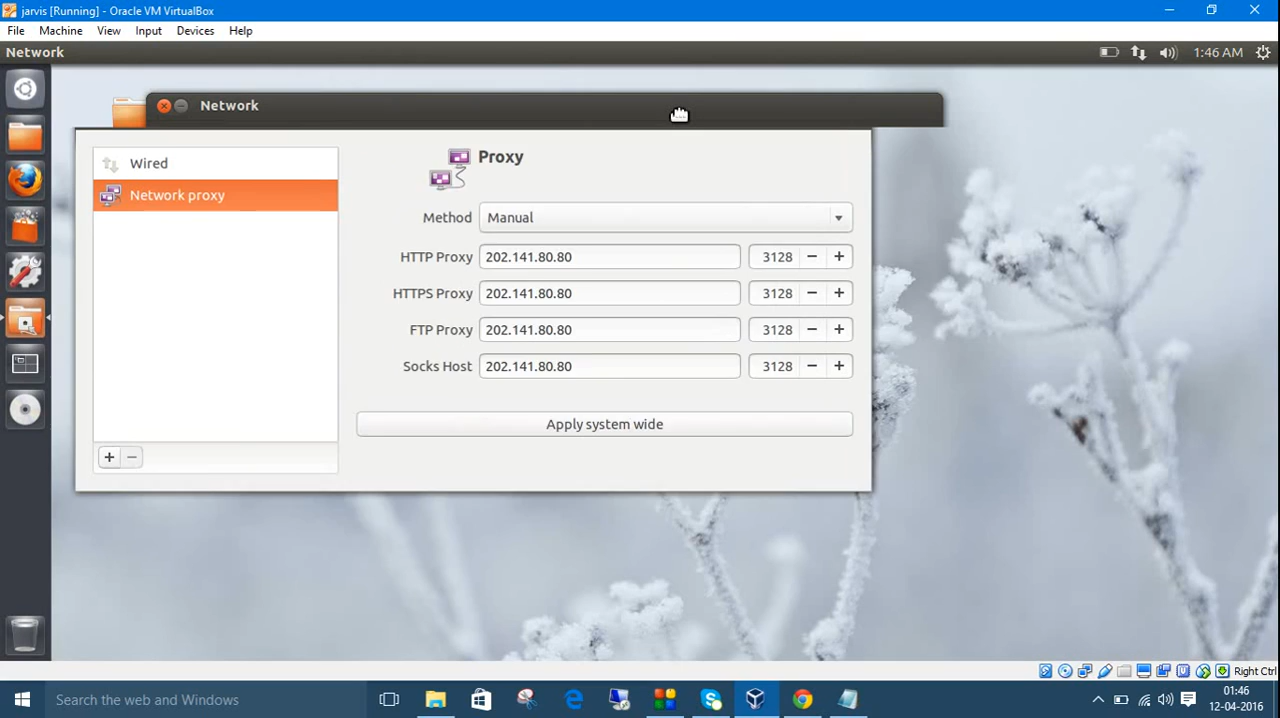 jarvis [Running] - Oracle VM VirtualBox
File Machine View Input Devices Help
Network 1:46 AM
Network
Wired
Network proxy
Proxy
Method Manual
HTTP Proxy 202.141.80.80 3128 − +
HTTPS Proxy 202.141.80.80 3128 − +
FTP Proxy 202.141.80.80 3128 − +
Socks Host 202.141.80.80 3128 − +
Apply system wide
+ −
Right Ctrl
Search the web and Windows
01:46
12-04-2016